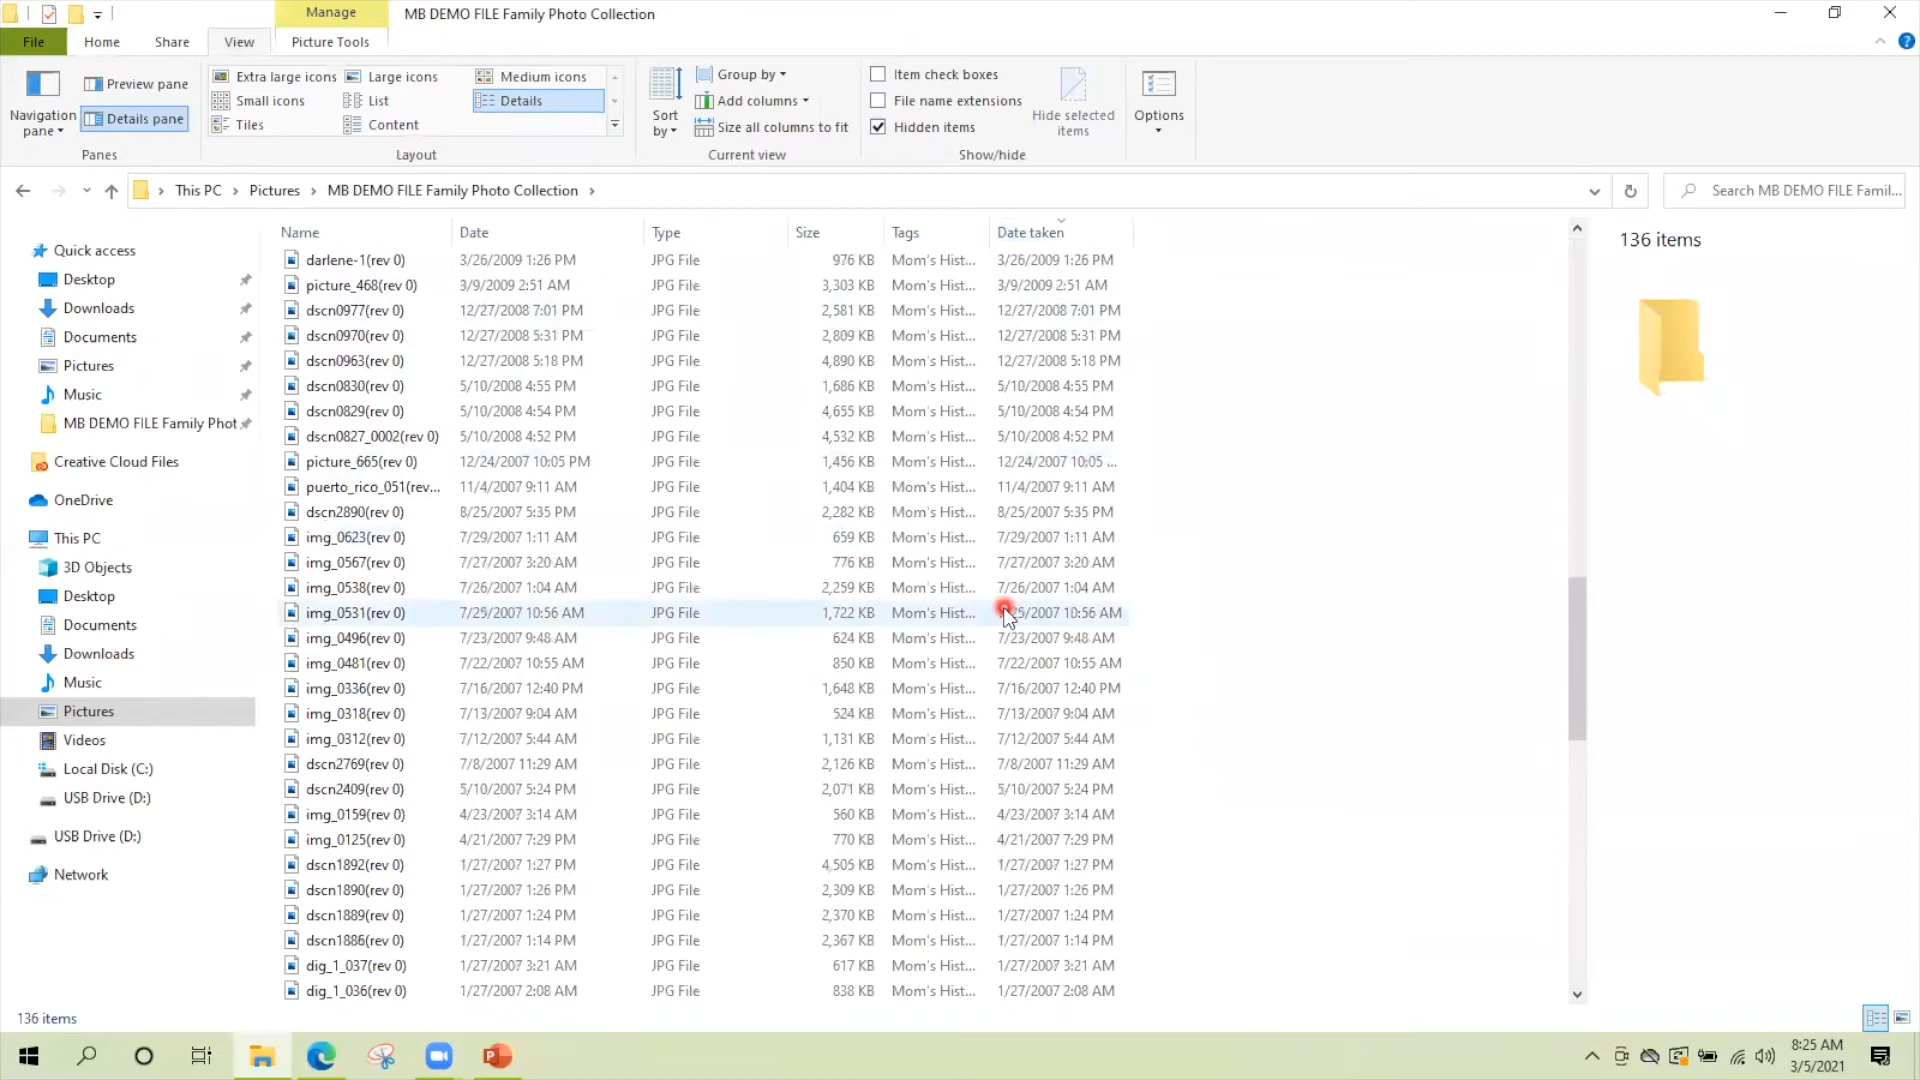 Manage
MB DEMO FILE Family Photo Collection
File
Home
Share
View
Picture Tools
Navigation pane
Preview pane
Details pane
Extra large icons
Large icons
Medium icons
Small icons
List
Details
Tiles
Content
Sort by
Group by
Add columns
Size all columns to fit
Item check boxes
File name extensions
Hidden items
Hide selected items
Options
Panes
Layout
Current view
Show/hide
This PC > Pictures > MB DEMO FILE Family Photo Collection >
Search MB DEMO FILE Famil...
Quick access
Desktop
Downloads
Documents
Pictures
Music
MB DEMO FILE Family Phot
Creative Cloud Files
OneDrive
This PC
3D Objects
Desktop
Documents
Downloads
Music
Pictures
Videos
Local Disk (C:)
USB Drive (D:)
USB Drive (D:)
Network
Name Date Type Size Tags Date taken
darlene-1(rev 0) 3/26/2009 1:26 PM JPG File 976 KB Mom's Hist... 3/26/2009 1:26 PM
picture_468(rev 0) 3/9/2009 2:51 AM JPG File 3,303 KB Mom's Hist... 3/9/2009 2:51 AM
dscn0977(rev 0) 12/27/2008 7:01 PM JPG File 2,581 KB Mom's Hist... 12/27/2008 7:01 PM
dscn0970(rev 0) 12/27/2008 5:31 PM JPG File 2,809 KB Mom's Hist... 12/27/2008 5:31 PM
dscn0963(rev 0) 12/27/2008 5:18 PM JPG File 4,890 KB Mom's Hist... 12/27/2008 5:18 PM
dscn0830(rev 0) 5/10/2008 4:55 PM JPG File 1,686 KB Mom's Hist... 5/10/2008 4:55 PM
dscn0829(rev 0) 5/10/2008 4:54 PM JPG File 4,655 KB Mom's Hist... 5/10/2008 4:54 PM
dscn0827_0002(rev 0) 5/10/2008 4:52 PM JPG File 4,532 KB Mom's Hist... 5/10/2008 4:52 PM
picture_665(rev 0) 12/24/2007 10:05 PM JPG File 1,456 KB Mom's Hist... 12/24/2007 10:05 ...
puerto_rico_051(rev... 11/4/2007 9:11 AM JPG File 1,404 KB Mom's Hist... 11/4/2007 9:11 AM
dscn2890(rev 0) 8/25/2007 5:35 PM JPG File 2,282 KB Mom's Hist... 8/25/2007 5:35 PM
img_0623(rev 0) 7/29/2007 1:11 AM JPG File 659 KB Mom's Hist... 7/29/2007 1:11 AM
img_0567(rev 0) 7/27/2007 3:20 AM JPG File 776 KB Mom's Hist... 7/27/2007 3:20 AM
img_0538(rev 0) 7/26/2007 1:04 AM JPG File 2,259 KB Mom's Hist... 7/26/2007 1:04 AM
img_0531(rev 0) 7/25/2007 10:56 AM JPG File 1,722 KB Mom's Hist... /25/2007 10:56 AM
img_0496(rev 0) 7/23/2007 9:48 AM JPG File 624 KB Mom's Hist... 7/23/2007 9:48 AM
img_0481(rev 0) 7/22/2007 10:55 AM JPG File 850 KB Mom's Hist... 7/22/2007 10:55 AM
img_0336(rev 0) 7/16/2007 12:40 PM JPG File 1,648 KB Mom's Hist... 7/16/2007 12:40 PM
img_0318(rev 0) 7/13/2007 9:04 AM JPG File 524 KB Mom's Hist... 7/13/2007 9:04 AM
img_0312(rev 0) 7/12/2007 5:44 AM JPG File 1,131 KB Mom's Hist... 7/12/2007 5:44 AM
dscn2769(rev 0) 7/8/2007 11:29 AM JPG File 2,126 KB Mom's Hist... 7/8/2007 11:29 AM
dscn2409(rev 0) 5/10/2007 5:24 PM JPG File 2,071 KB Mom's Hist... 5/10/2007 5:24 PM
img_0159(rev 0) 4/23/2007 3:14 AM JPG File 560 KB Mom's Hist... 4/23/2007 3:14 AM
img_0125(rev 0) 4/21/2007 7:29 PM JPG File 770 KB Mom's Hist... 4/21/2007 7:29 PM
dscn1892(rev 0) 1/27/2007 1:27 PM JPG File 4,505 KB Mom's Hist... 1/27/2007 1:27 PM
dscn1890(rev 0) 1/27/2007 1:26 PM JPG File 2,309 KB Mom's Hist... 1/27/2007 1:26 PM
dscn1889(rev 0) 1/27/2007 1:24 PM JPG File 2,370 KB Mom's Hist... 1/27/2007 1:24 PM
dscn1886(rev 0) 1/27/2007 1:14 PM JPG File 2,367 KB Mom's Hist... 1/27/2007 1:14 PM
dig_1_037(rev 0) 1/27/2007 3:21 AM JPG File 617 KB Mom's Hist... 1/27/2007 3:21 AM
dig_1_036(rev 0) 1/27/2007 2:08 AM JPG File 838 KB Mom's Hist... 1/27/2007 2:08 AM
136 items
136 items
8:25 AM
3/5/2021